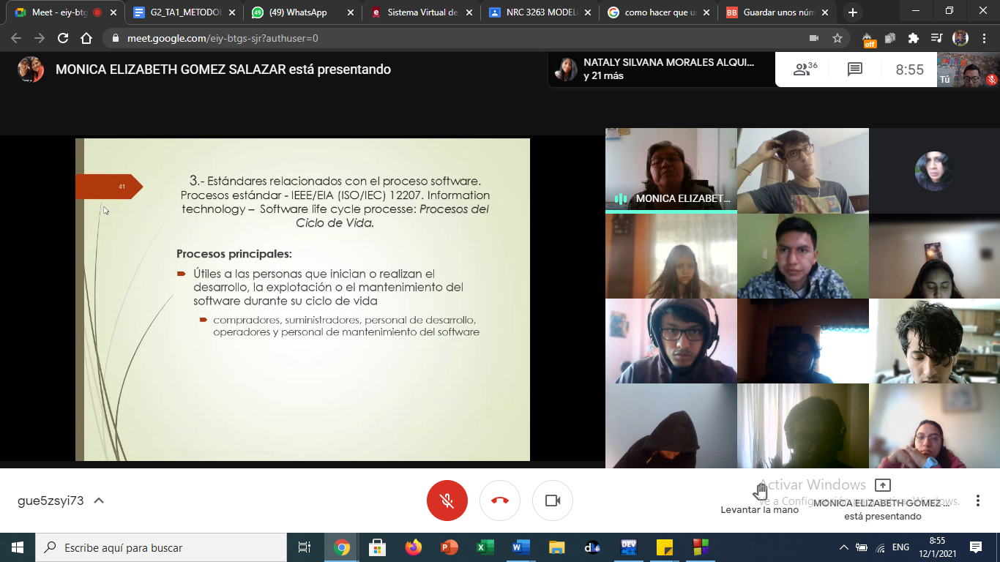 Meet - eiy-btg
G2_TA1_METODOL
(49) WhatsApp
Sistema Virtual de
NRC 3263 MODEL
como hacer que u
Guardar unos núm
meet.google.com/eiy-btgs-sjr?authuser=0
off
MONICA ELIZABETH GOMEZ SALAZAR está presentando
NATALY SILVANA MORALES ALQUI...
y 21 más
36
8:55
Tú
41
3.- Estándares relacionados con el proceso software.
Procesos estándar - IEEE/EIA (ISO/IEC) 12207. Information
technology – Software life cycle processe: Procesos del
Ciclo de Vida.
Procesos principales:
Útiles a las personas que inician o realizan el
desarrollo, la explotación o el mantenimiento del
software durante su ciclo de vida
compradores, suministradores, personal de desarrollo,
operadores y personal de mantenimiento del software
MONICA ELIZABET...
gue5zsyi73
Levantar la mano
Activar Windows
Ve a Configuración para activar Windows.
MONICA ELIZABETH GOMEZ ...
está presentando
Escribe aquí para buscar
DEV
ENG
8:55
12/1/2021